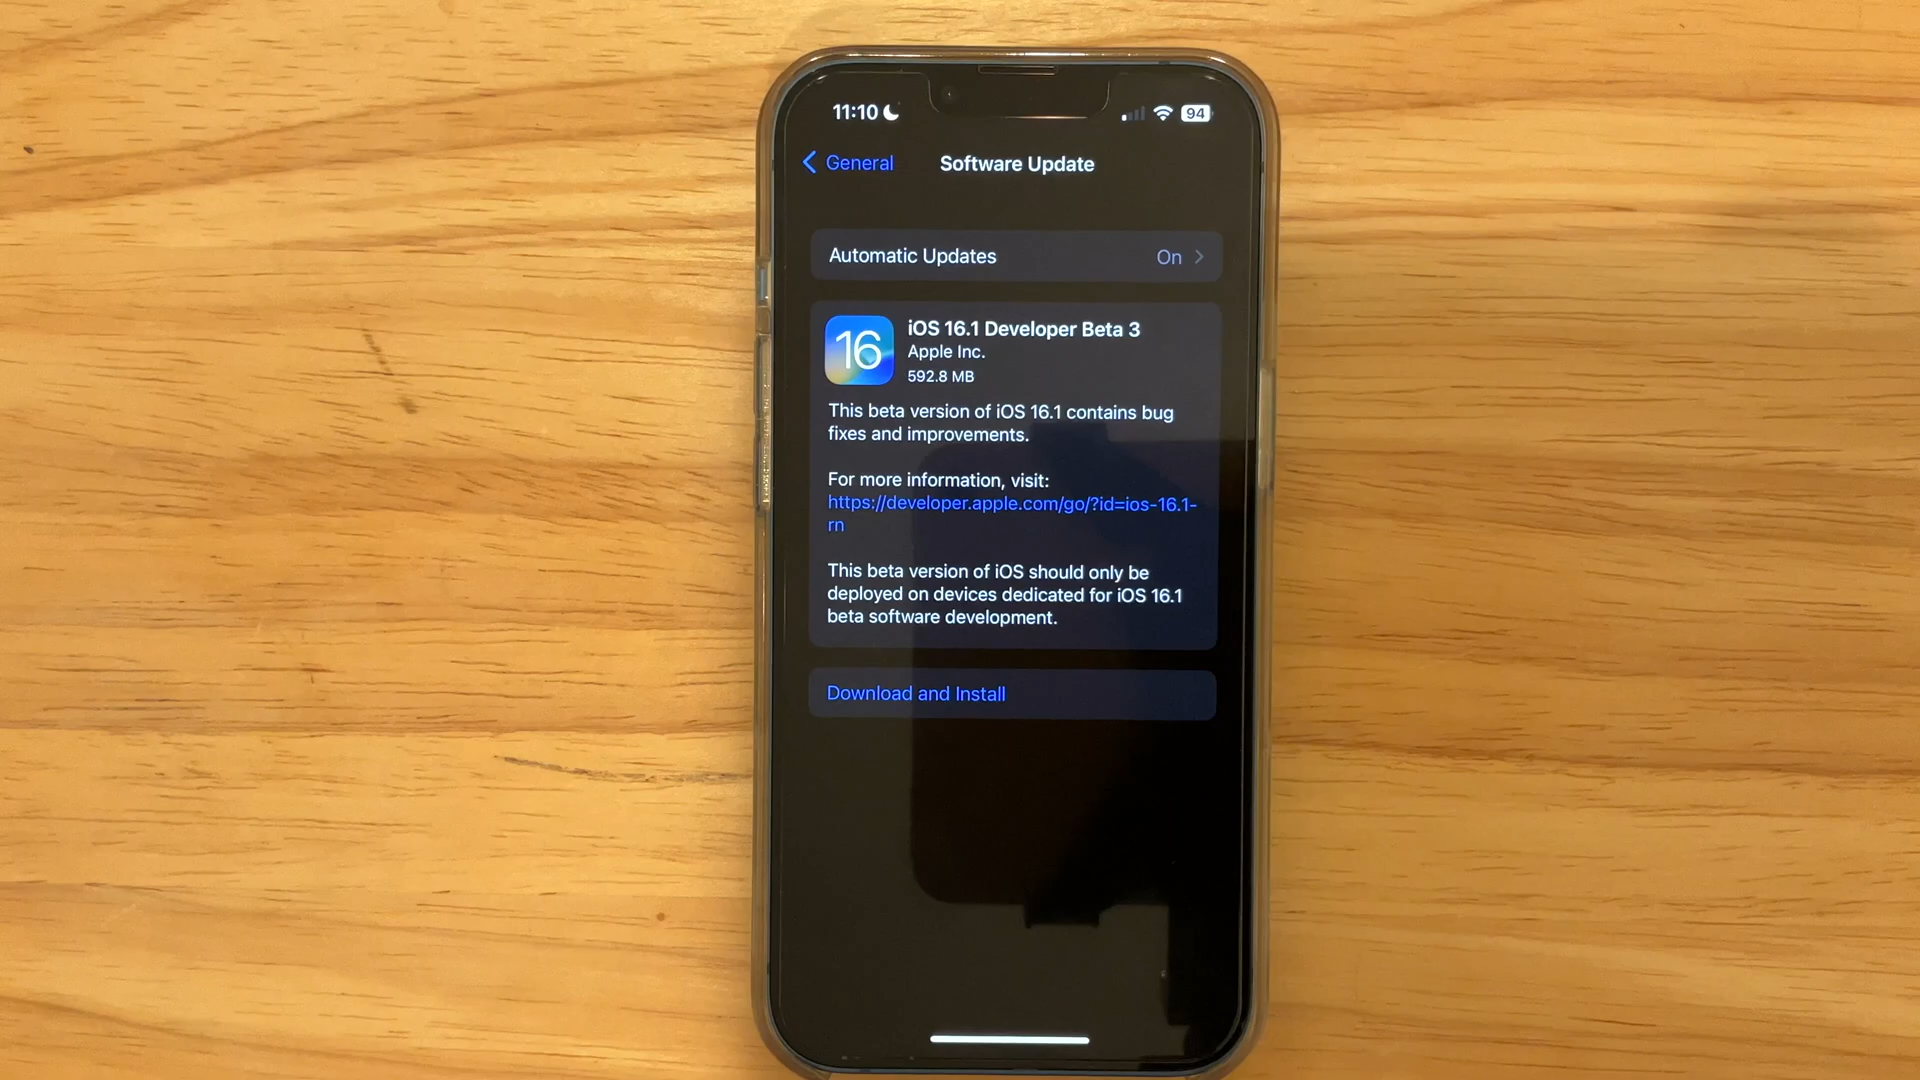 11:10
94
General
Software Update
Automatic Updates On
16
iOS 16.1 Developer Beta 3
Apple Inc.
592.8 MB
This beta version of iOS 16.1 contains bug
fixes and improvements.
For more information, visit:
https://developer.apple.com/go/?id=ios-16.1-
rn
This beta version of iOS should only be
deployed on devices dedicated for iOS 16.1
beta software development.
Download and Install